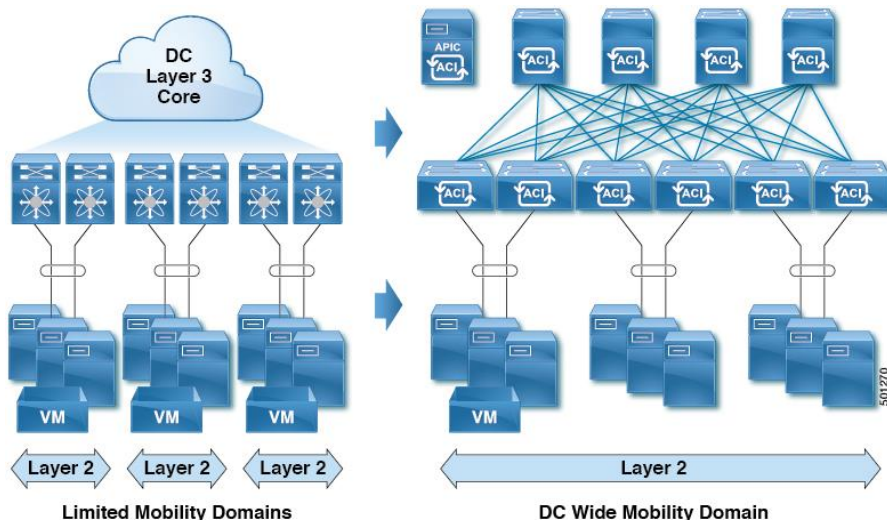 DC
Layer 3
Core
APIC
ACI
ACI
ACI
ACI
ACI
ACI
ACI
ACI
ACI
ACI
ACI
VM
VM
VM
VM
501270
Layer 2
Layer 2
Layer 2
Layer 2
Limited Mobility Domains
DC Wide Mobility Domain